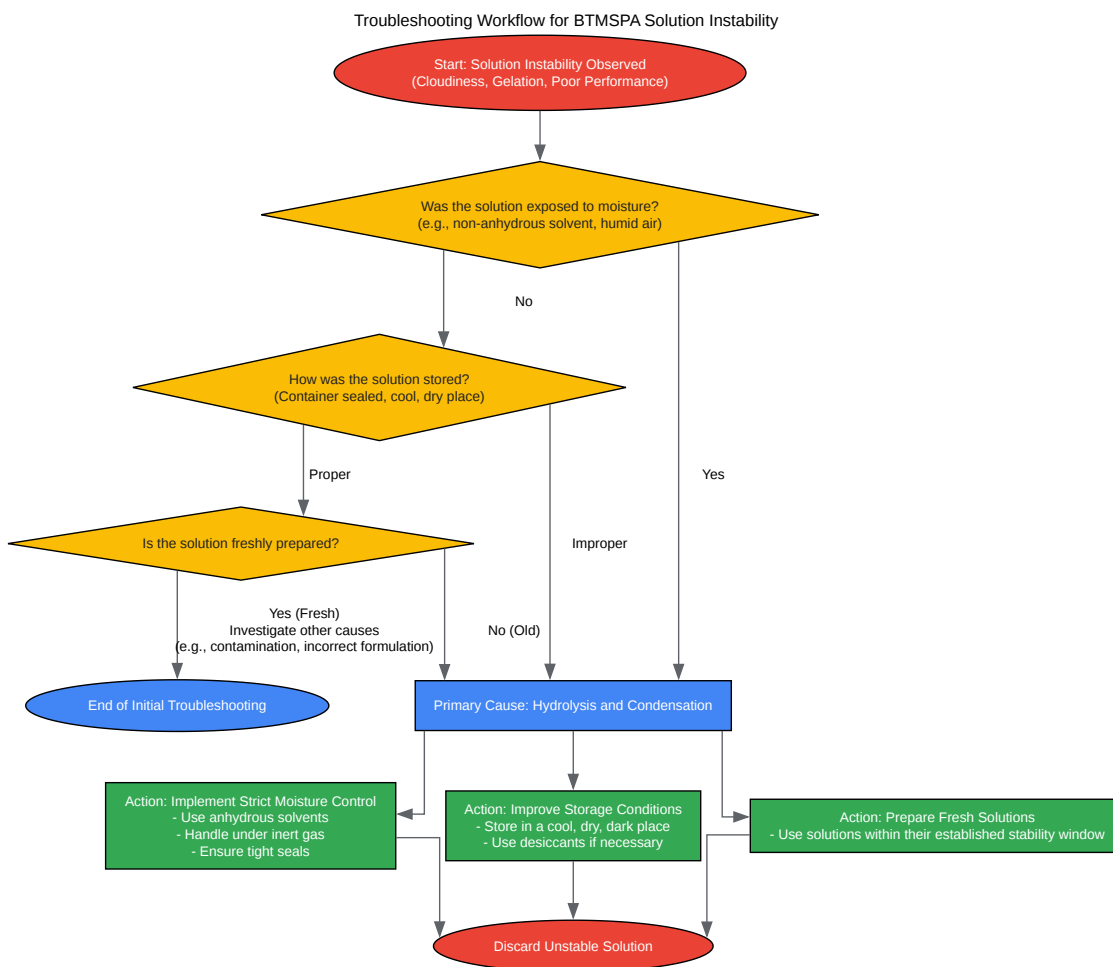 Troubleshooting Workflow for BTMSPA Solution Instability
Start: Solution Instability Observed
(Cloudiness, Gelation, Poor Performance)
Was the solution exposed to moisture?
(e.g., non-anhydrous solvent, humid air)
No
How was the solution stored?
(Container sealed, cool, dry place)
Proper
Yes
Is the solution freshly prepared?
Improper
Yes (Fresh)
Investigate other causes
(e.g., contamination, incorrect formulation)
No (Old)
End of Initial Troubleshooting
Primary Cause: Hydrolysis and Condensation
Action: Implement Strict Moisture Control
- Use anhydrous solvents
- Handle under inert gas
- Ensure tight seals
Action: Improve Storage Conditions
- Store in a cool, dry, dark place
- Use desiccants if necessary
Action: Prepare Fresh Solutions
- Use solutions within their established stability window
Discard Unstable Solution